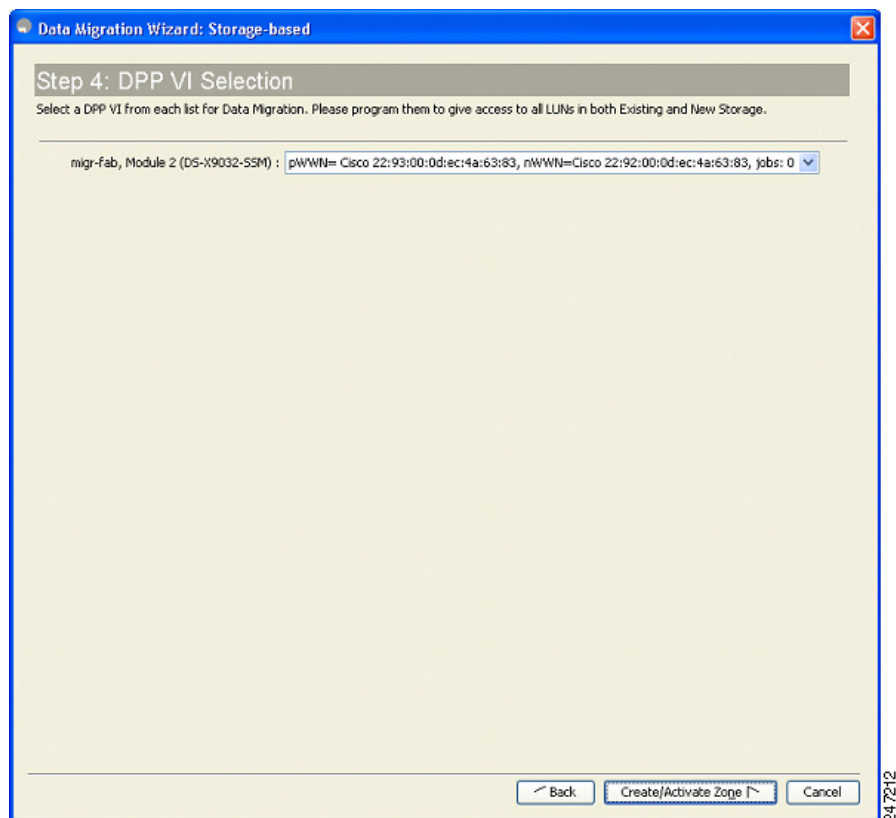 Data Migration Wizard: Storage-based
Step 4: DPP VI Selection
Select a DPP VI from each list for Data Migration. Please program them to give access to all LUNs in both Existing and New Storage.
migr-fab, Module 2 (DS-X9032-SSM) : pWWN= Cisco 22:93:00:0d:ec:4a:63:83, nWWN=Cisco 22:92:00:0d:ec:4a:63:83, jobs: 0
Back Create/Activate Zone Cancel
247212